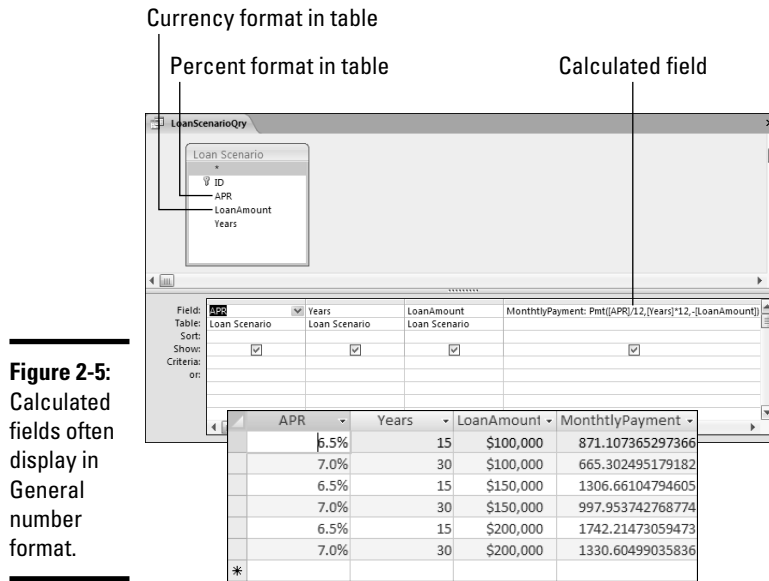 Currency format in table
Percent format in table
Calculated field
LoanScenarioQry
Loan Scenario
*
ID
APR
LoanAmount
Years
Field: APR Years LoanAmount MonthtlyPayment: Pmt([APR]/12,[Years]*12,-[LoanAmount])
Table: Loan Scenario Loan Scenario Loan Scenario
Sort:
Show:
Criteria:
or:
APR Years LoanAmount MonthtlyPayment
6.5% 15 $100,000 871.107365297366
7.0% 30 $100,000 665.302495179182
6.5% 15 $150,000 1306.66104794605
7.0% 30 $150,000 997.953742768774
6.5% 15 $200,000 1742.21473059473
7.0% 30 $200,000 1330.60499035836
*
Figure 2-5:
Calculated
fields often
display in
General
number
format.